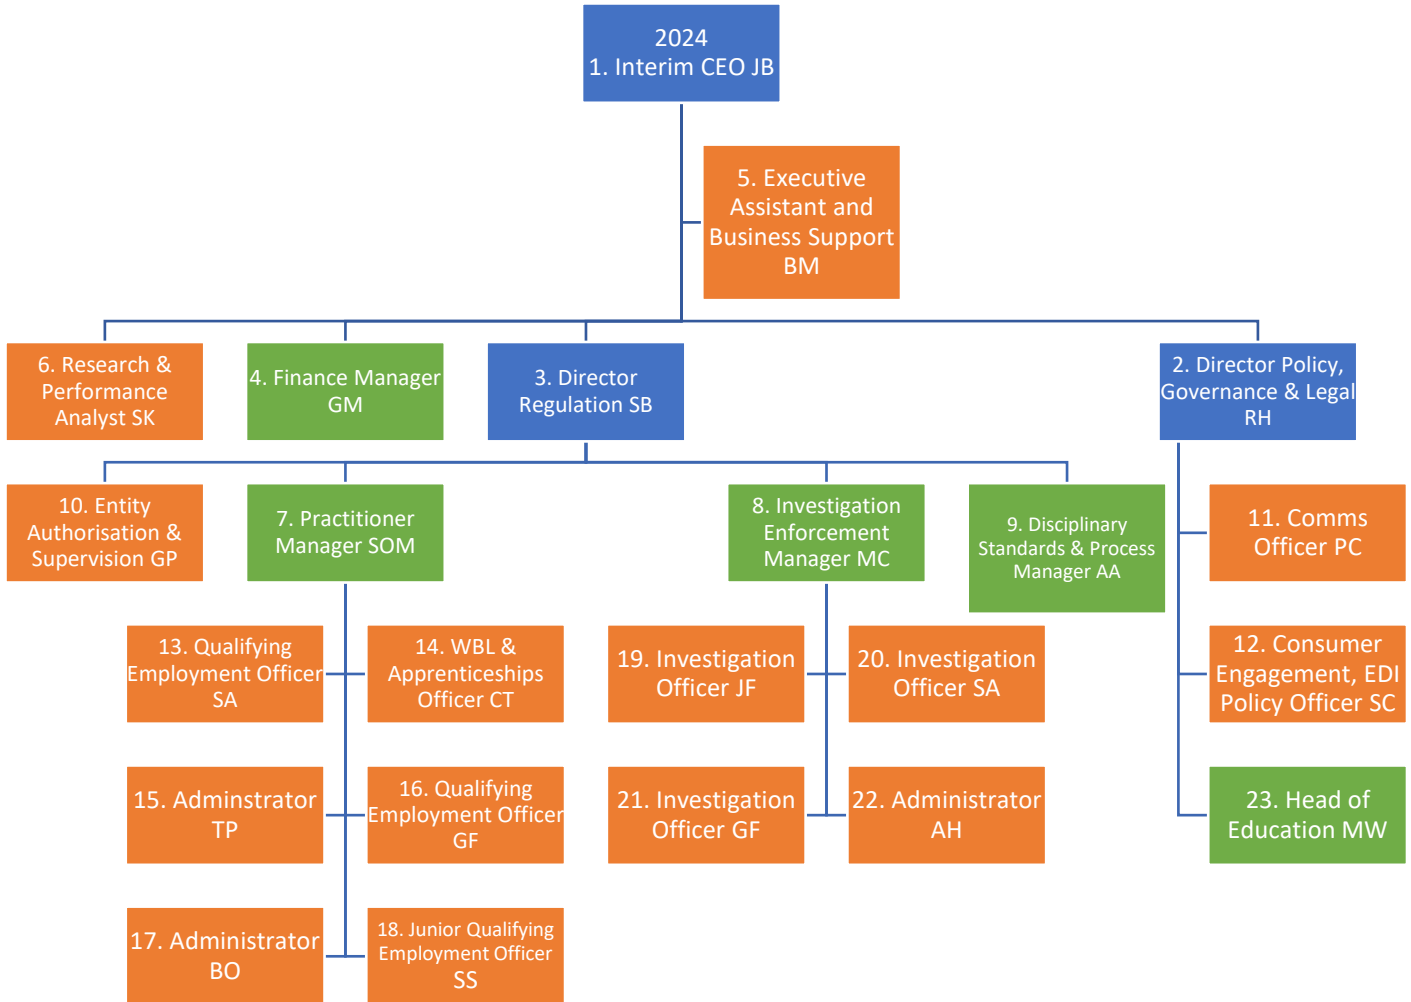 2024
1. Interim CEO JB
5. Executive
Assistant and
Business Support
BM
6. Research &
Performance
Analyst SK
4. Finance Manager
GM
3. Director
Regulation SB
2. Director Policy,
Governance & Legal
RH
10. Entity
Authorisation &
Supervision GP
7. Practitioner
Manager SOM
8. Investigation
Enforcement
Manager MC
9. Disciplinary
Standards & Process
Manager AA
11. Comms
Officer PC
13. Qualifying
Employment Officer
SA
14. WBL &
Apprenticeships
Officer CT
19. Investigation
Officer JF
20. Investigation
Officer SA
12. Consumer
Engagement, EDI
Policy Officer SC
15. Adminstrator
TP
16. Qualifying
Employment Officer
GF
21. Investigation
Officer GF
22. Administrator
AH
23. Head of
Education MW
17. Administrator
BO
18. Junior Qualifying
Employment Officer
SS